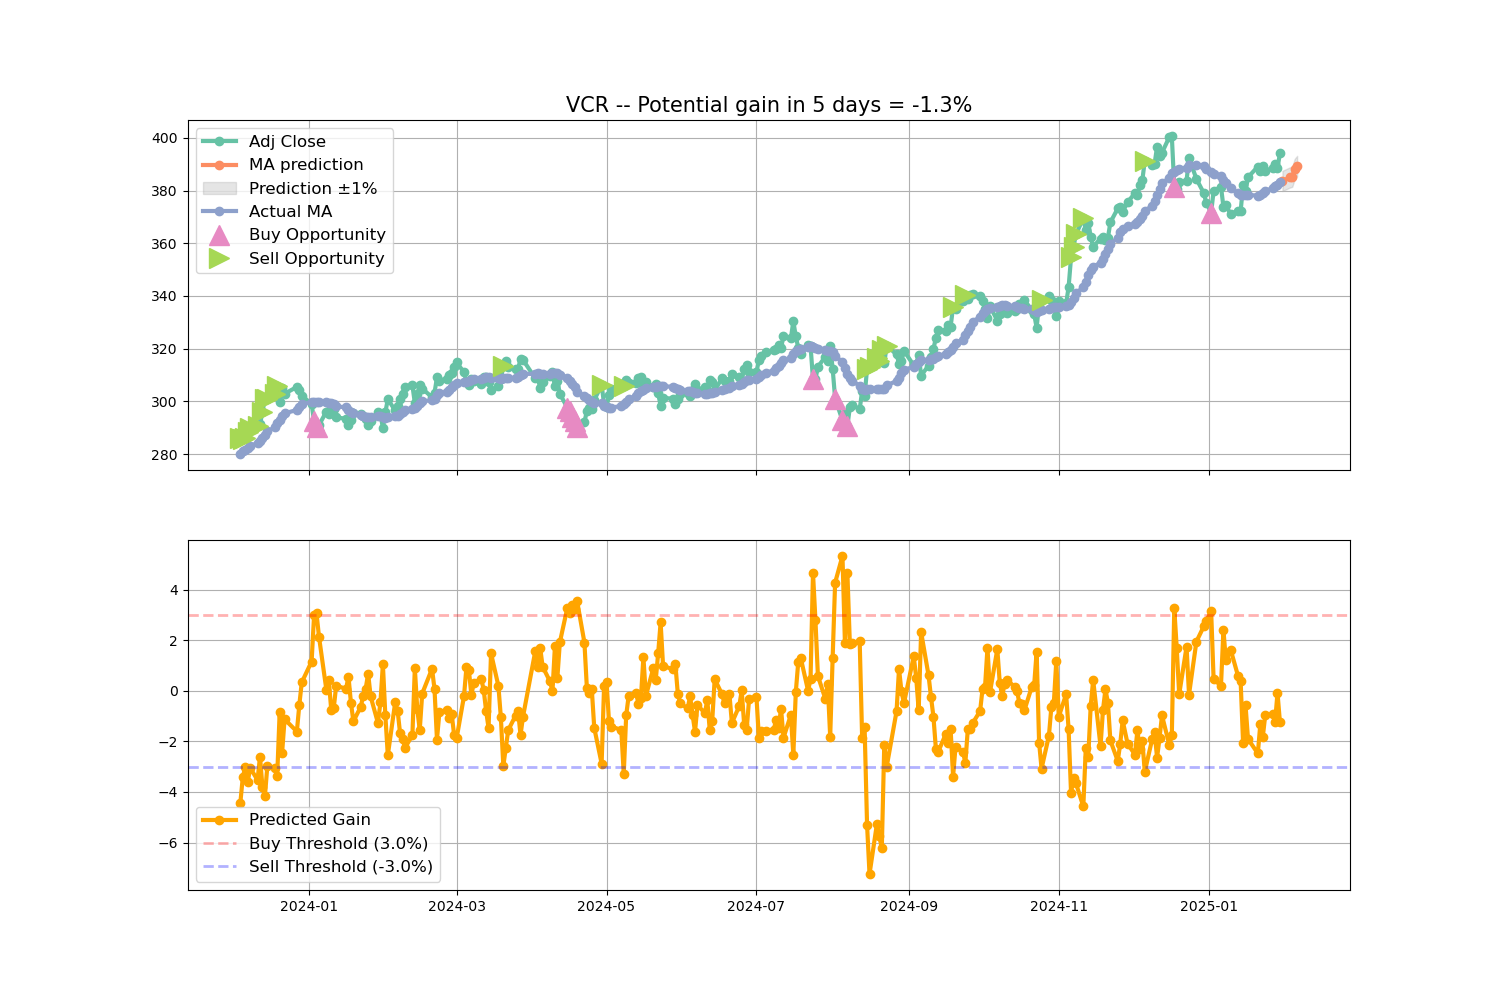 VCR -- Potential gain in 5 days = -1.3%
400
380
360
340
320
300
280
Adj Close
MA prediction
Prediction ±1%
Actual MA
Buy Opportunity
Sell Opportunity
4
2
0
−2
−4
−6
Predicted Gain
Buy Threshold (3.0%)
Sell Threshold (-3.0%)
2024-01 2024-03 2024-05 2024-07 2024-09 2024-11 2025-01